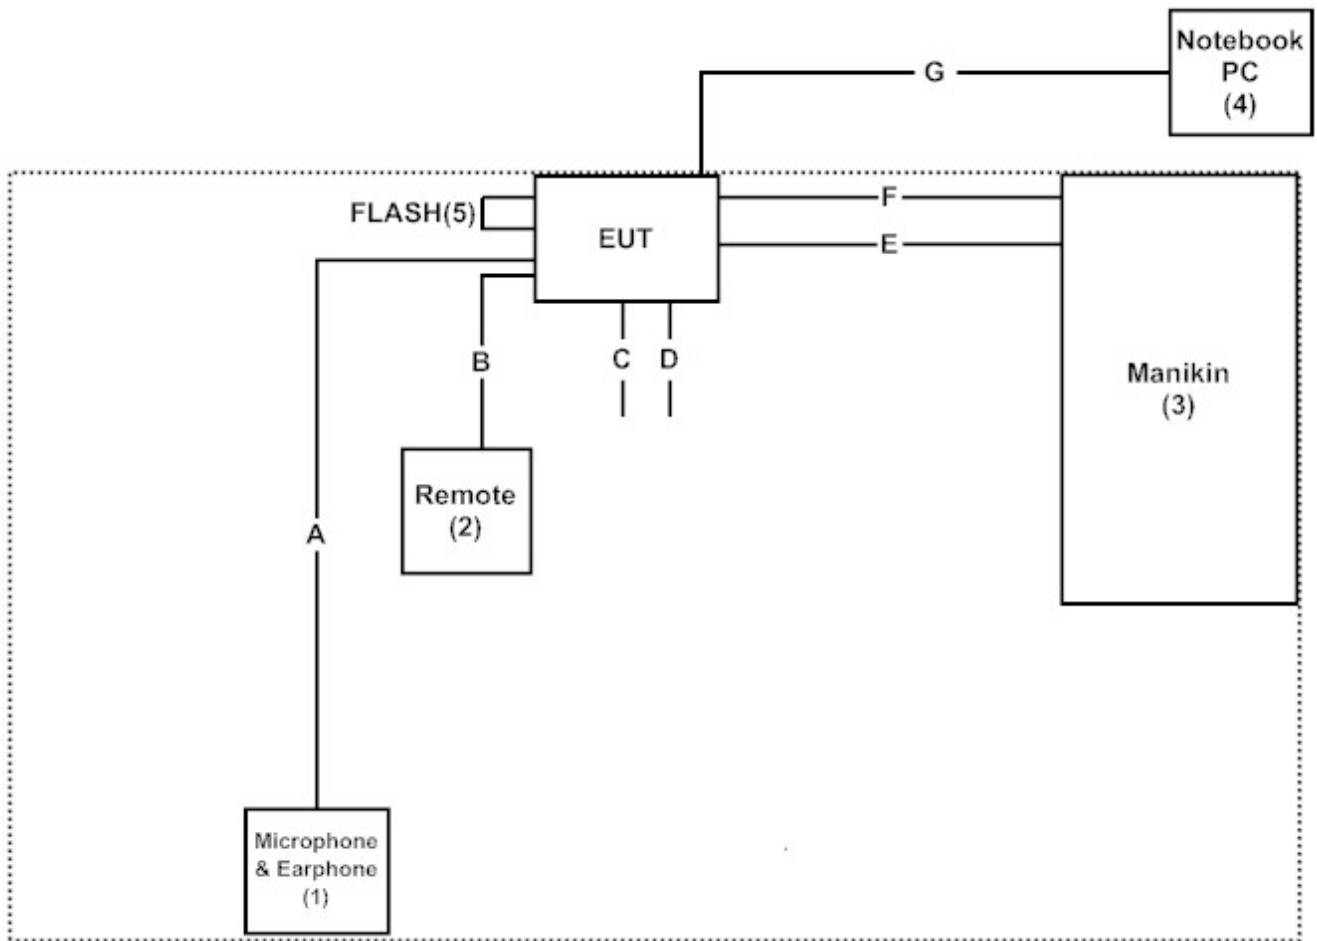 Notebook
PC
(4)
G
FLASH(5)
EUT
F
E
B
C
D
Manikin
(3)
Remote
(2)
A
Microphone
& Earphone
(1)